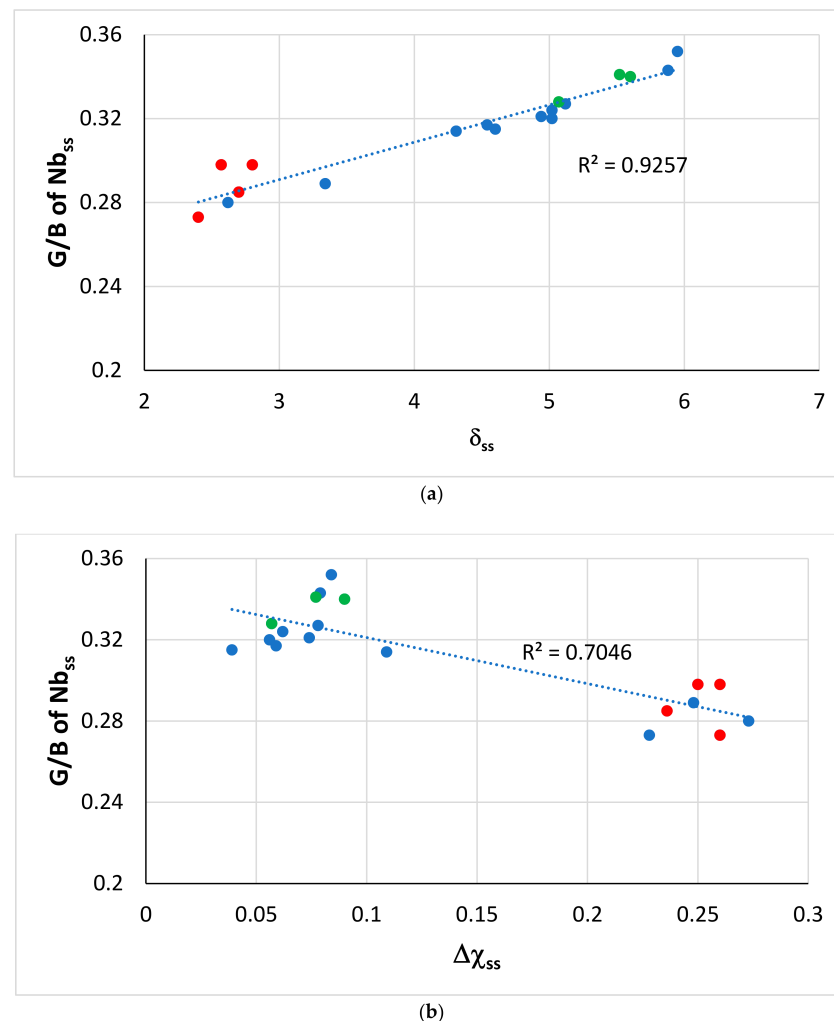 0.36
0.32
0.28
0.24
0.2
G/B of Nbss
R² = 0.9257
2 3 4 5 6 7
δss
(a)
0.36
0.32
0.28
0.24
0.2
G/B of Nbss
R² = 0.7046
0 0.05 0.1 0.15 0.2 0.25 0.3
Δχss
(b)